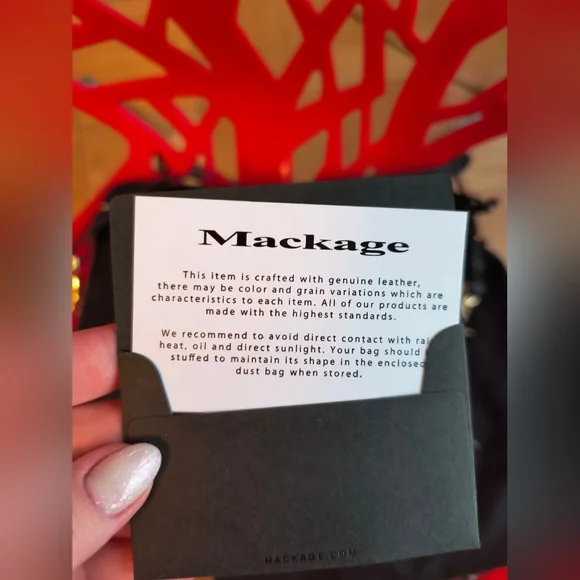 Mackage
This item is crafted with genuine leather,
there may be color and grain variations which are
characteristics to each item. All of our products are
made with the highest standards.
We recommend to avoid direct contact with
heat, oil and direct sunlight. Your bag should
stuffed to maintain its shape in the enclosed
dust bag when stored.
MACKAGE.COM